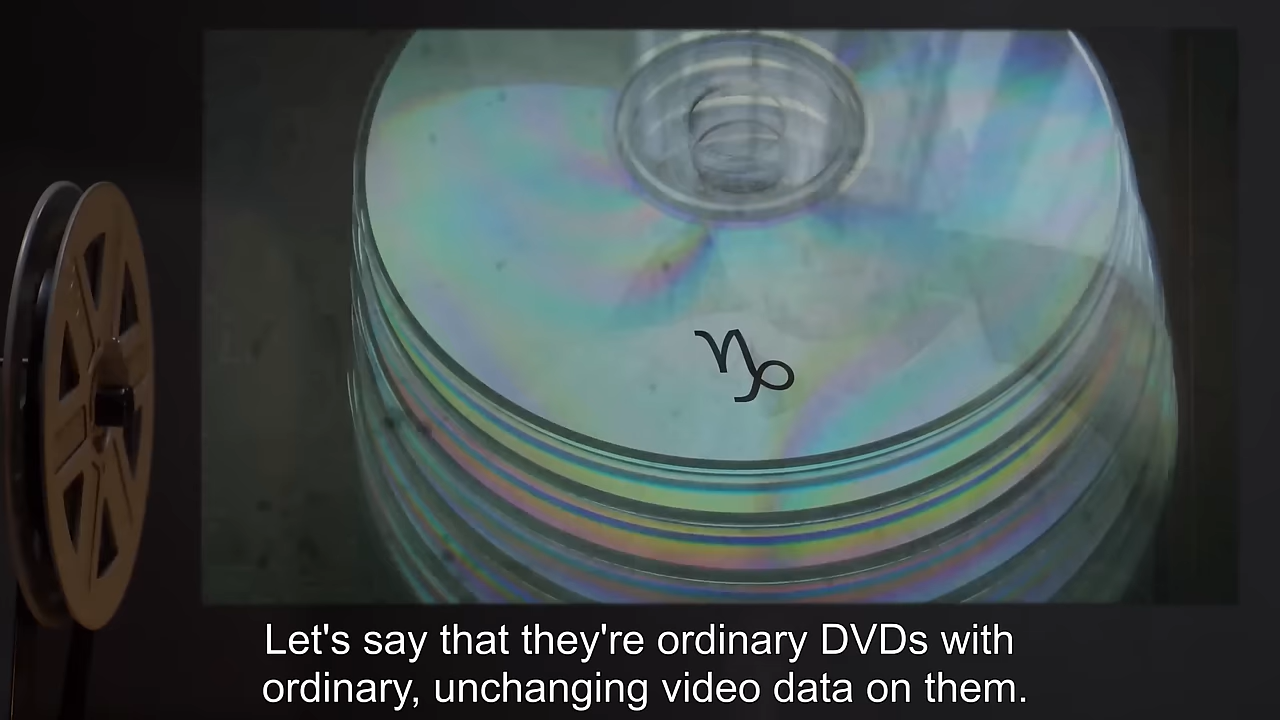 ♑
Let's say that they're ordinary DVDs with
ordinary, unchanging video data on them.